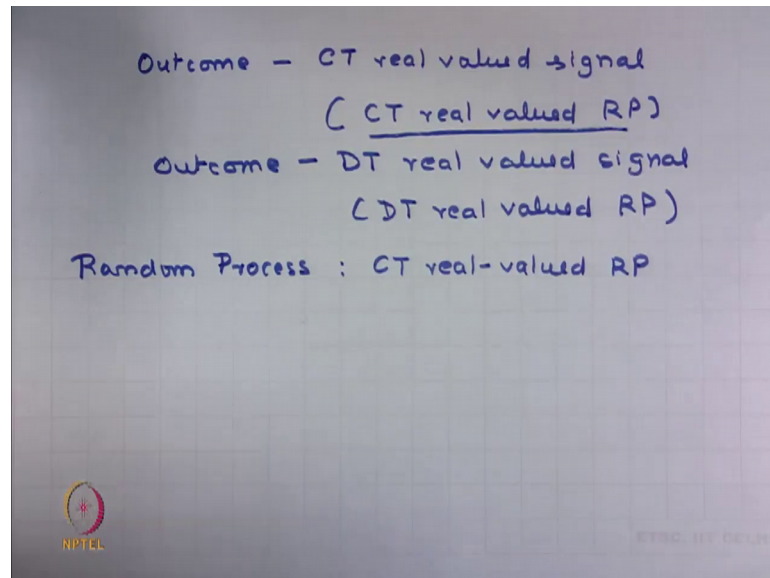 Outcome - CT real valued signal
( CT real valued RP)
Outcome - DT real valued signal
( DT real valued RP )
Random Process : CT real-valued RP
NPTEL